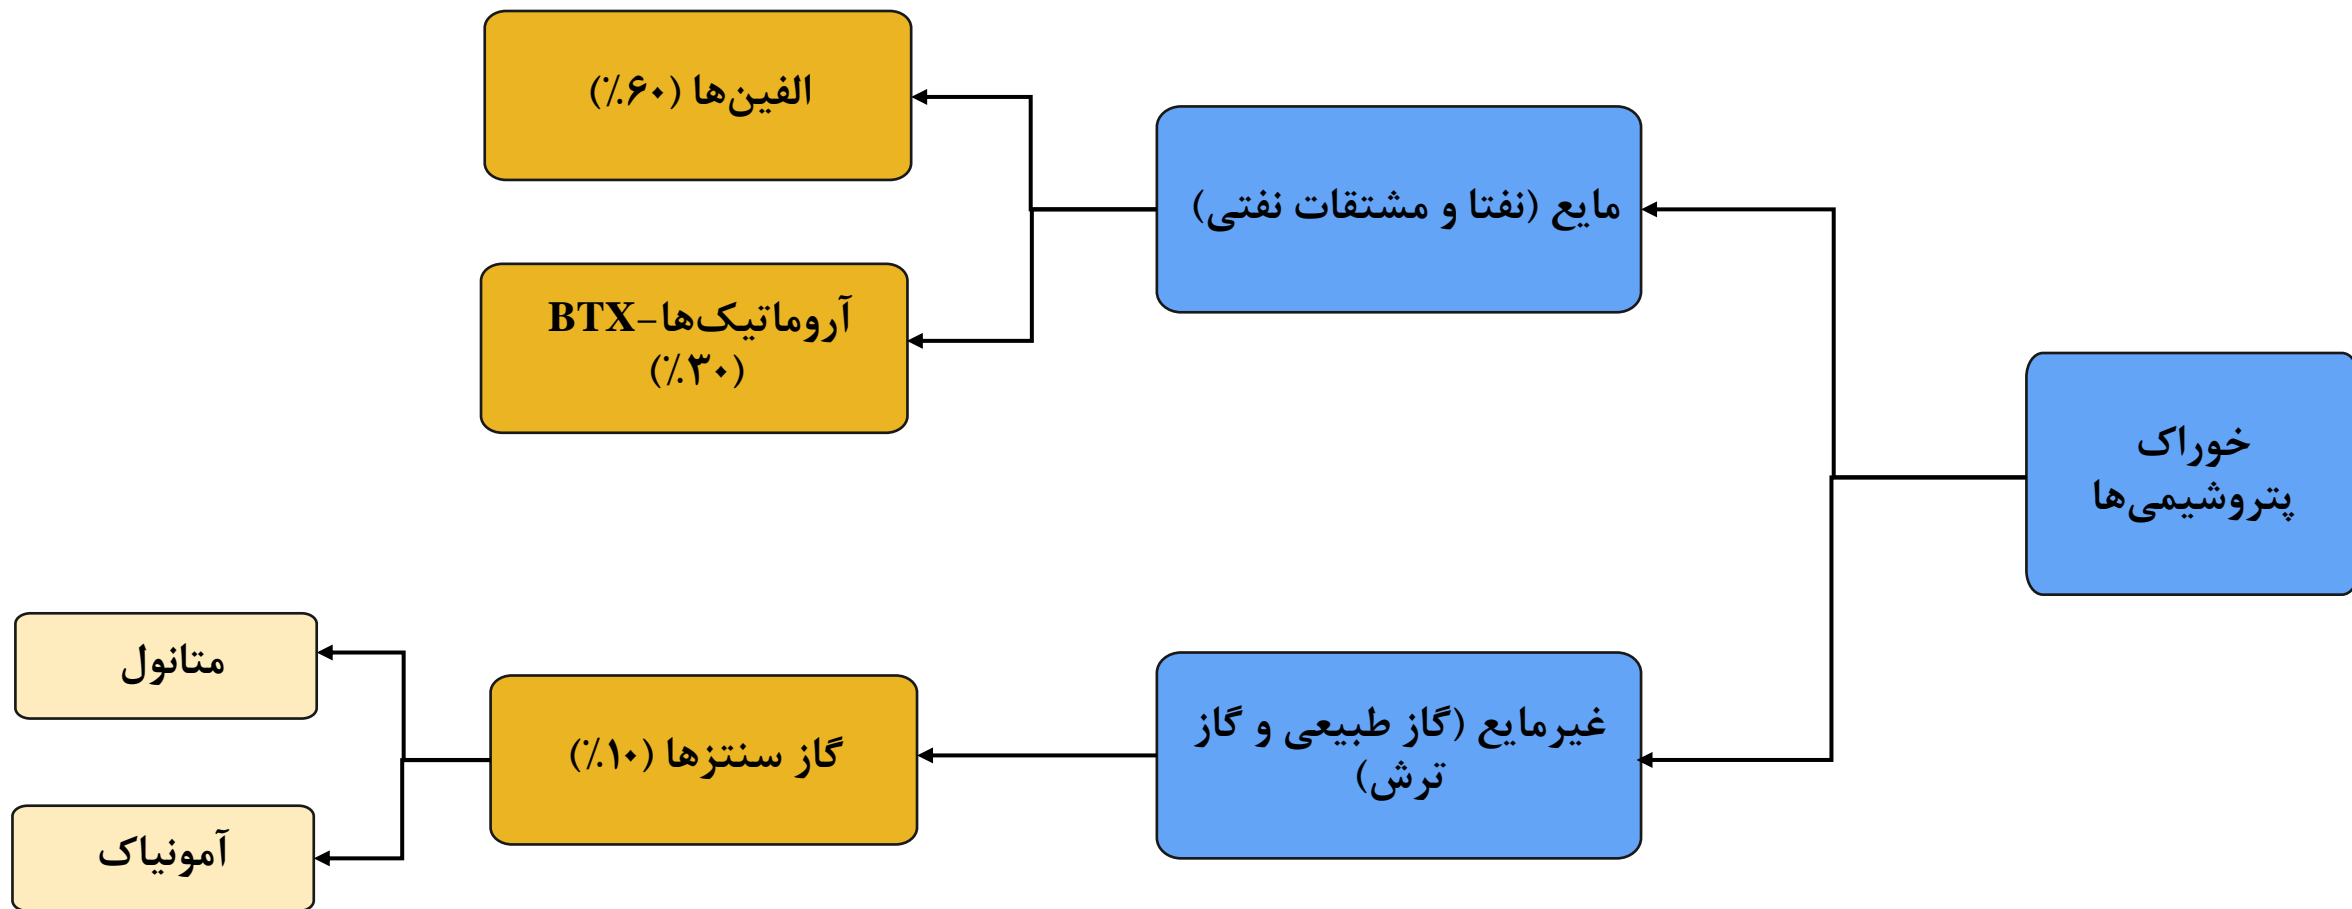 خوراک
پتروشیمی‌ها
مایع (نفتا و مشتقات نفتی)
الفین‌ها (۶۰٪)
آروماتیک‌ها-BTX
(۳۰٪)
غیرمایع (گاز طبیعی و گاز
ترش)
گاز سنتزها (۱۰٪)
متانول
آمونیاک